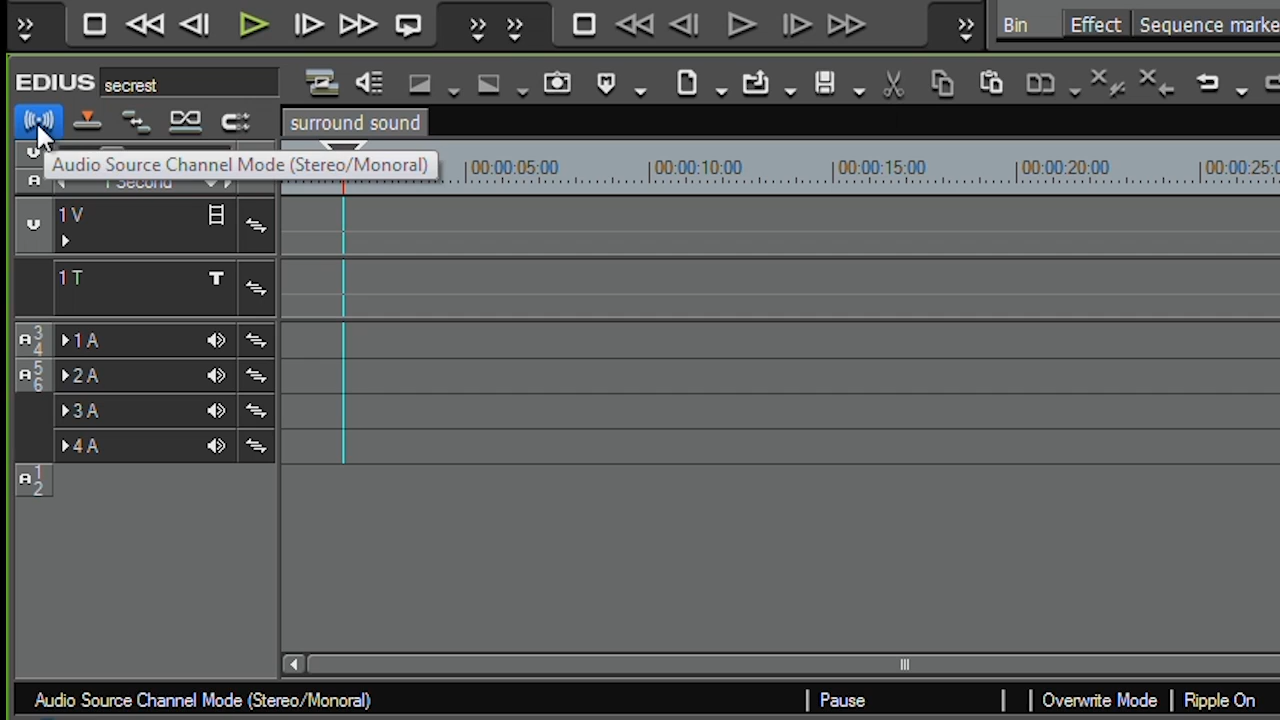 Bin Effect Sequence marke
EDIUS secrest
surround sound
Audio Source Channel Mode (Stereo/Monoral)
1 Second
00:00:05:00 00:00:10:00 00:00:15:00 00:00:20:00 00:00:25:0
A
1 V
1 T T
A 3 4 1 A
A 5 6 2 A
3 A
4 A
A 1 2
Audio Source Channel Mode (Stereo/Monoral) Pause Overwrite Mode Ripple On